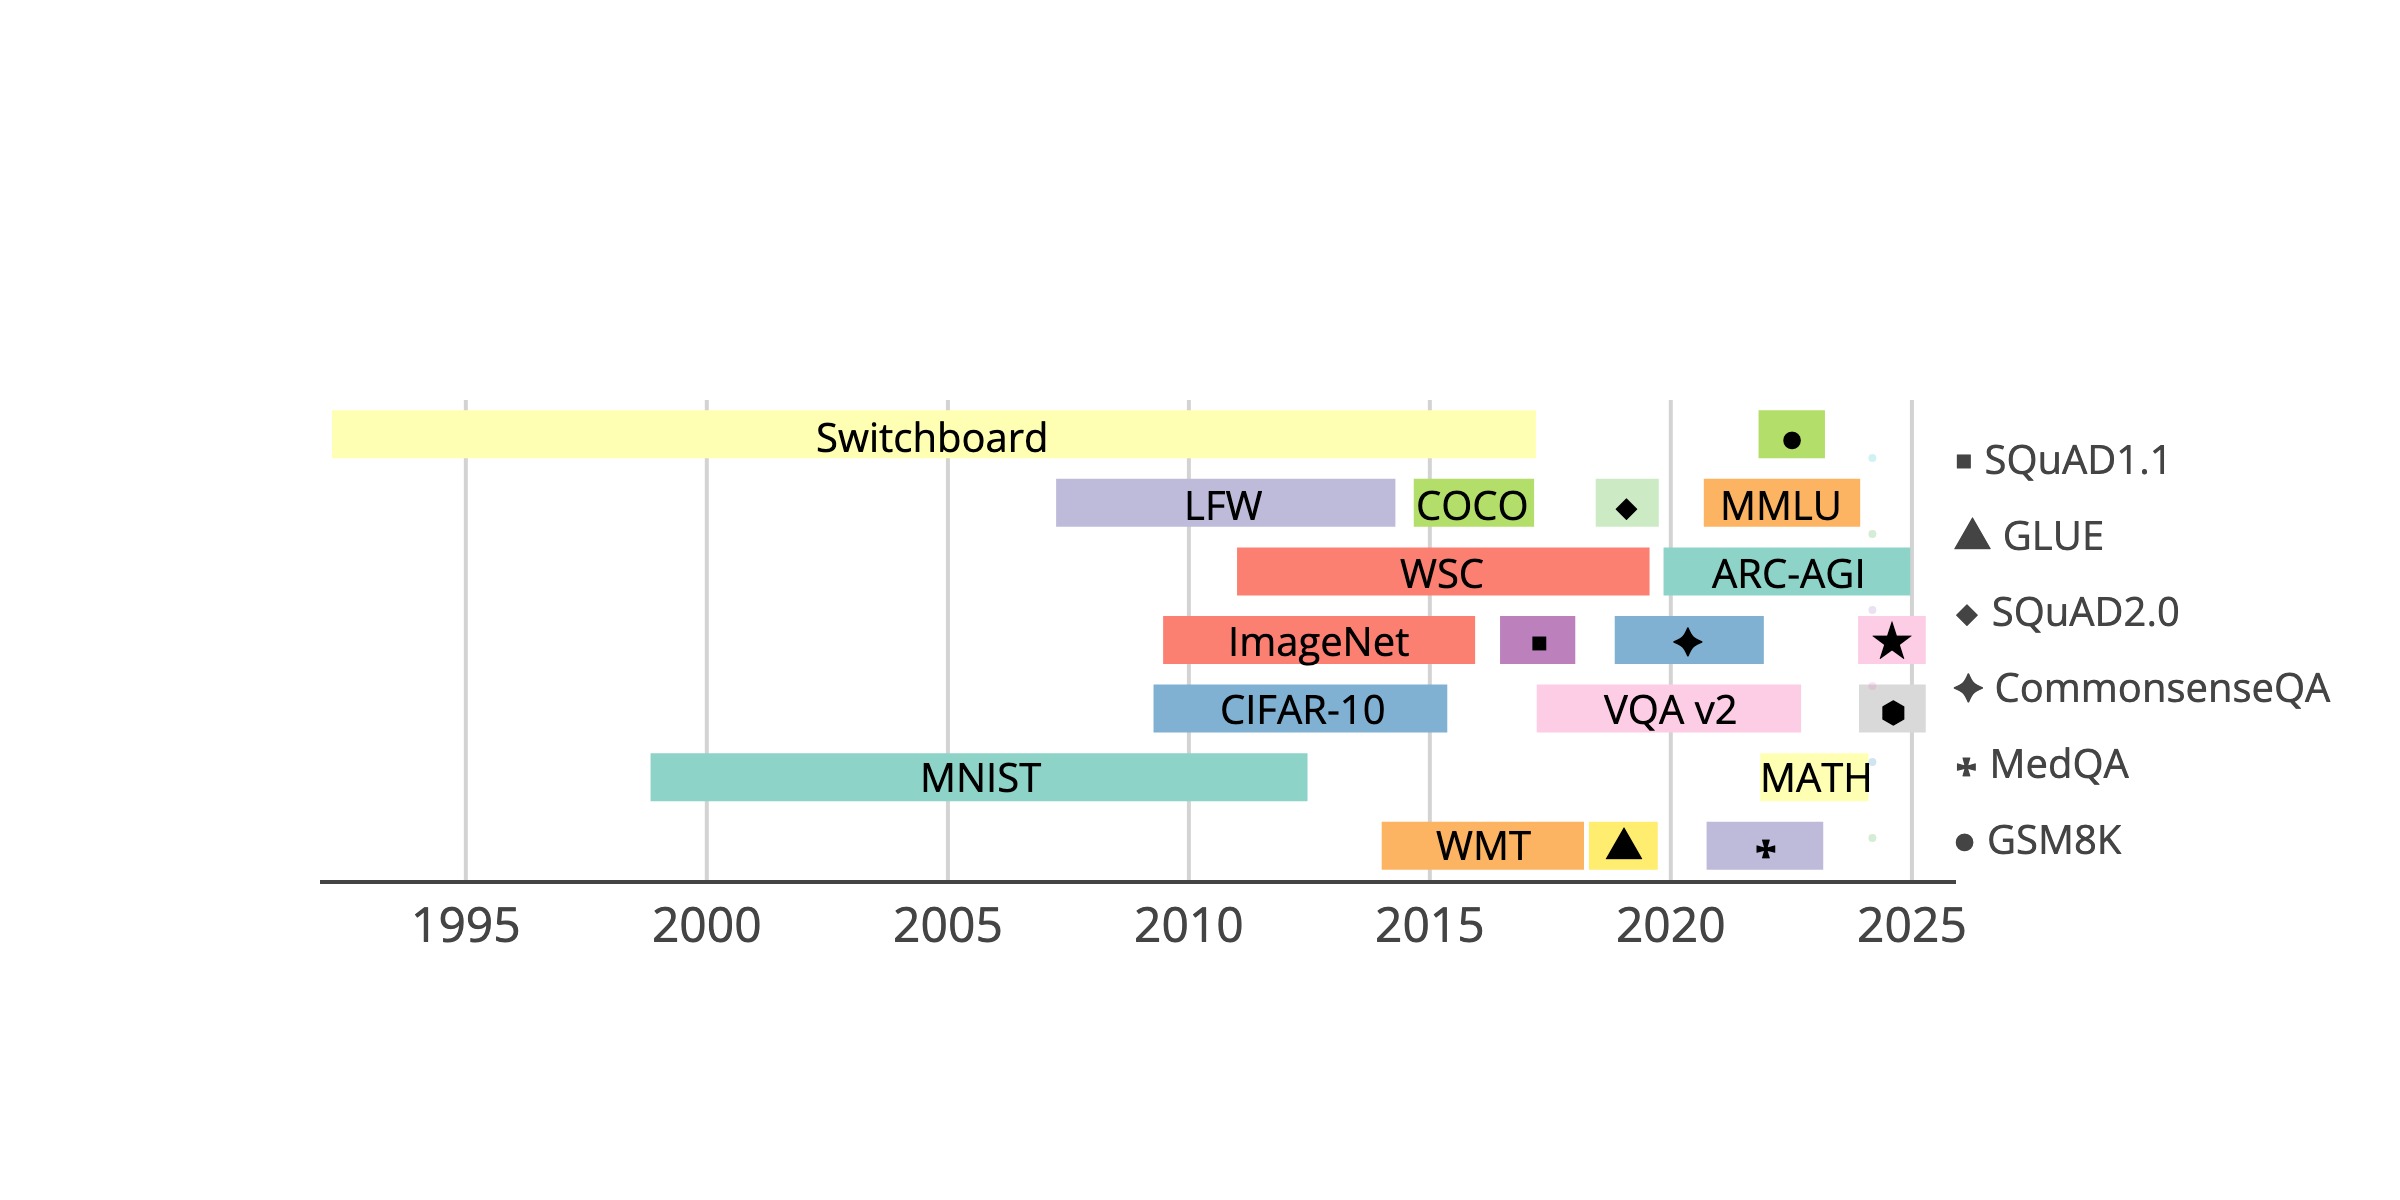 Switchboard
LFW
COCO
MMLU
WSC
ARC-AGI
ImageNet
CIFAR-10
VQA v2
MNIST
MATH
WMT
1995 2000 2005 2010 2015 2020 2025
SQuAD1.1
GLUE
SQuAD2.0
CommonsenseQA
MedQA
GSM8K